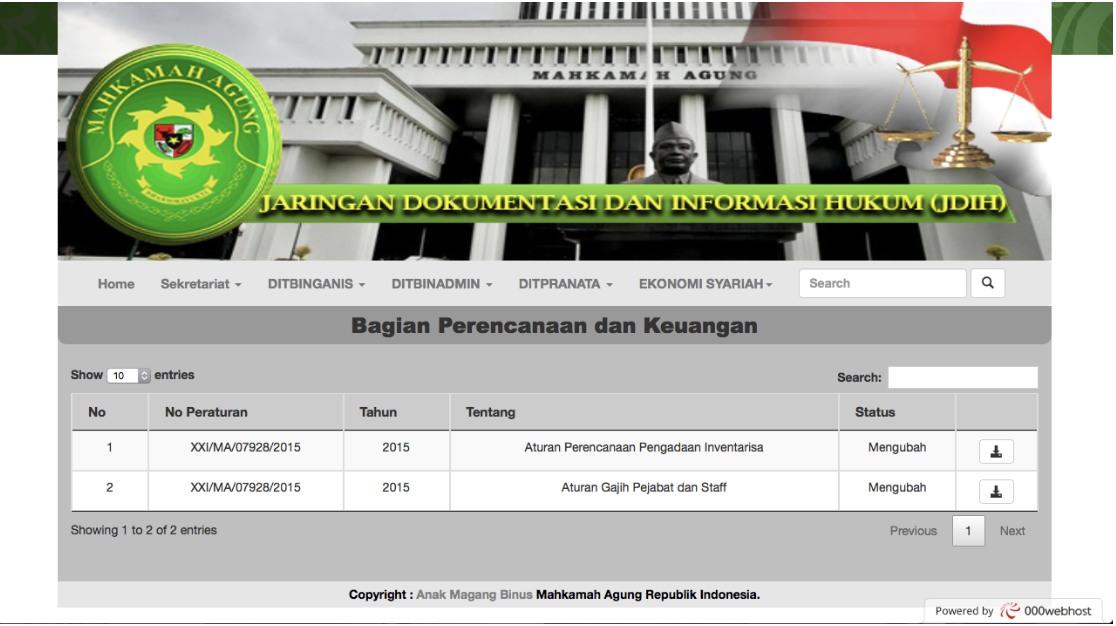 MAHKAMAH AGUNG
MAHKAMAH AGUNG
JARINGAN DOKUMENTASI DAN INFORMASI HUKUM (JDIH)
Home Sekretariat DITBINGANIS DITBINADMIN DITPRANATA EKONOMI SYARIAH Search
Bagian Perencanaan dan Keuangan
Show 10 entries Search:
No No Peraturan Tahun Tentang Status
1 XXI/MA/07928/2015 2015 Aturan Perencanaan Pengadaan Inventarisa Mengubah
2 XXI/MA/07928/2015 2015 Aturan Gajih Pejabat dan Staff Mengubah
Showing 1 to 2 of 2 entries Previous 1 Next
Copyright : Anak Magang Binus Mahkamah Agung Republik Indonesia.
Powered by 000webhost